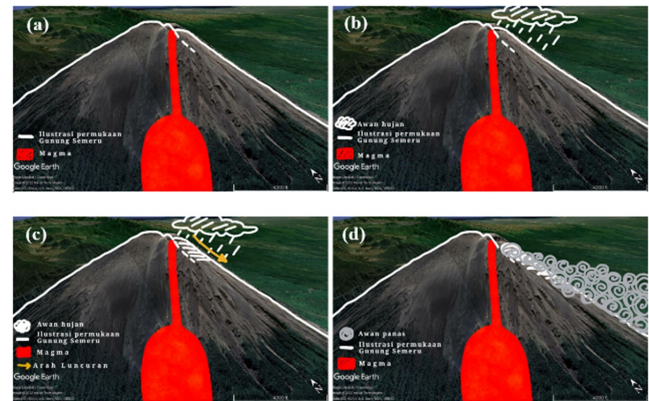 (a)
Ilustrasi permukaan
Gunung Semeru
Magma
Google Earth
N
(b)
Awan hujan
Ilustrasi permukaan
Gunung Semeru
Magma
Google Earth
N
(c)
Awan hujan
Ilustrasi permukaan
Gunung Semeru
Magma
Arah Luncuran
Google Earth
N
(d)
Awan panas
Ilustrasi permukaan
Gunung Semeru
Magma
Google Earth
N